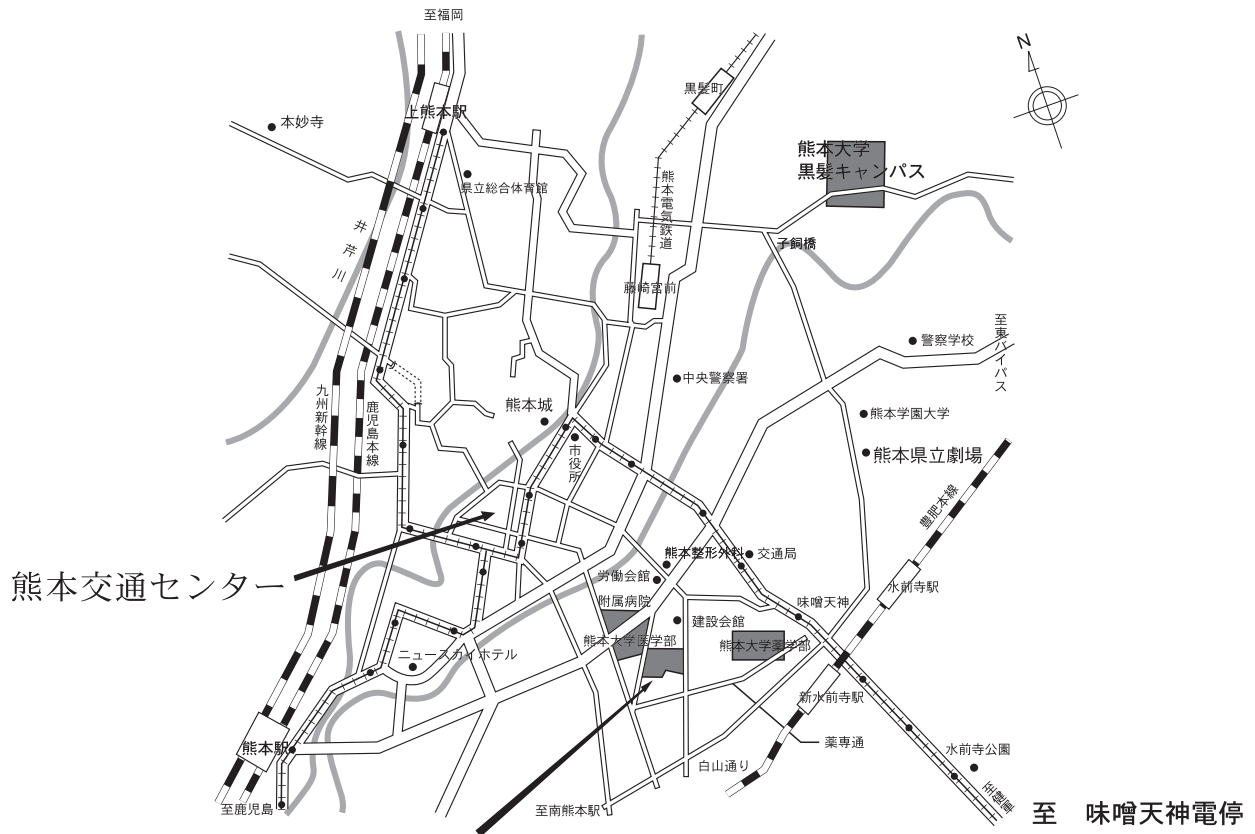 至福岡
N
黒髪町
上熊本駅
本妙寺
熊本大学
黒髪キャンパス
県立総合体育館
熊本電気鉄道
井芹川
子飼橋
藤崎宮前
至東バイパス
警察学校
中央警察署
九州新幹線
鹿児島本線
熊本城
熊本学園大学
市役所
熊本県立劇場
豊肥本線
熊本整形外科
交通局
熊本交通センター
労働会館
水前寺駅
附属病院
味噌天神
建設会館
熊本大学医学部
熊本大学薬学部
ニュースカイホテル
新水前寺駅
熊本駅
薬専通
水前寺公園
白山通り
至健軍
至鹿児島
至南熊本駅
至　味噌天神電停